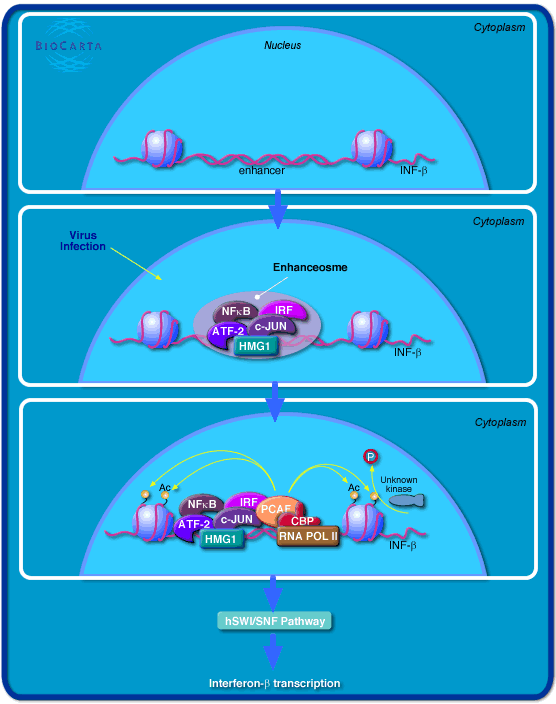 BIOCARTA
Cytoplasm
Nucleus
enhancer
INF-β
Cytoplasm
Virus
Infection
Enhanceosme
NFκB
IRF
ATF-2
c-JUN
HMG1
INF-β
Cytoplasm
P
Ac
Ac
Unknown
kinase
NFκB
IRF
PCAF
ATF-2
c-JUN
CBP
HMG1
RNA POL II
INF-β
hSWI/SNF Pathway
Interferon-β transcription